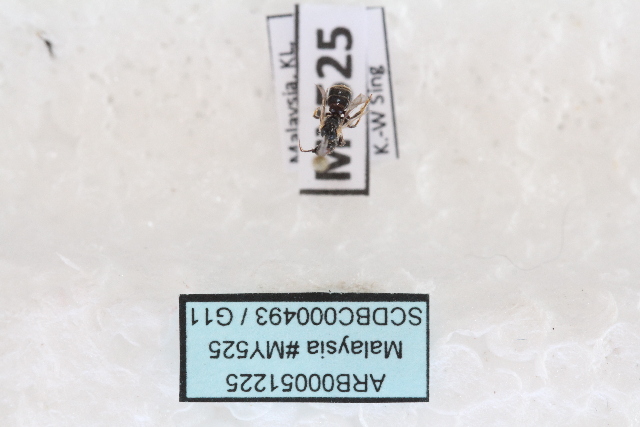 Malaysia, KL,
25
K.-W Sing
ARB00051225
Malaysia #MY525
SCDBC000493 / G11